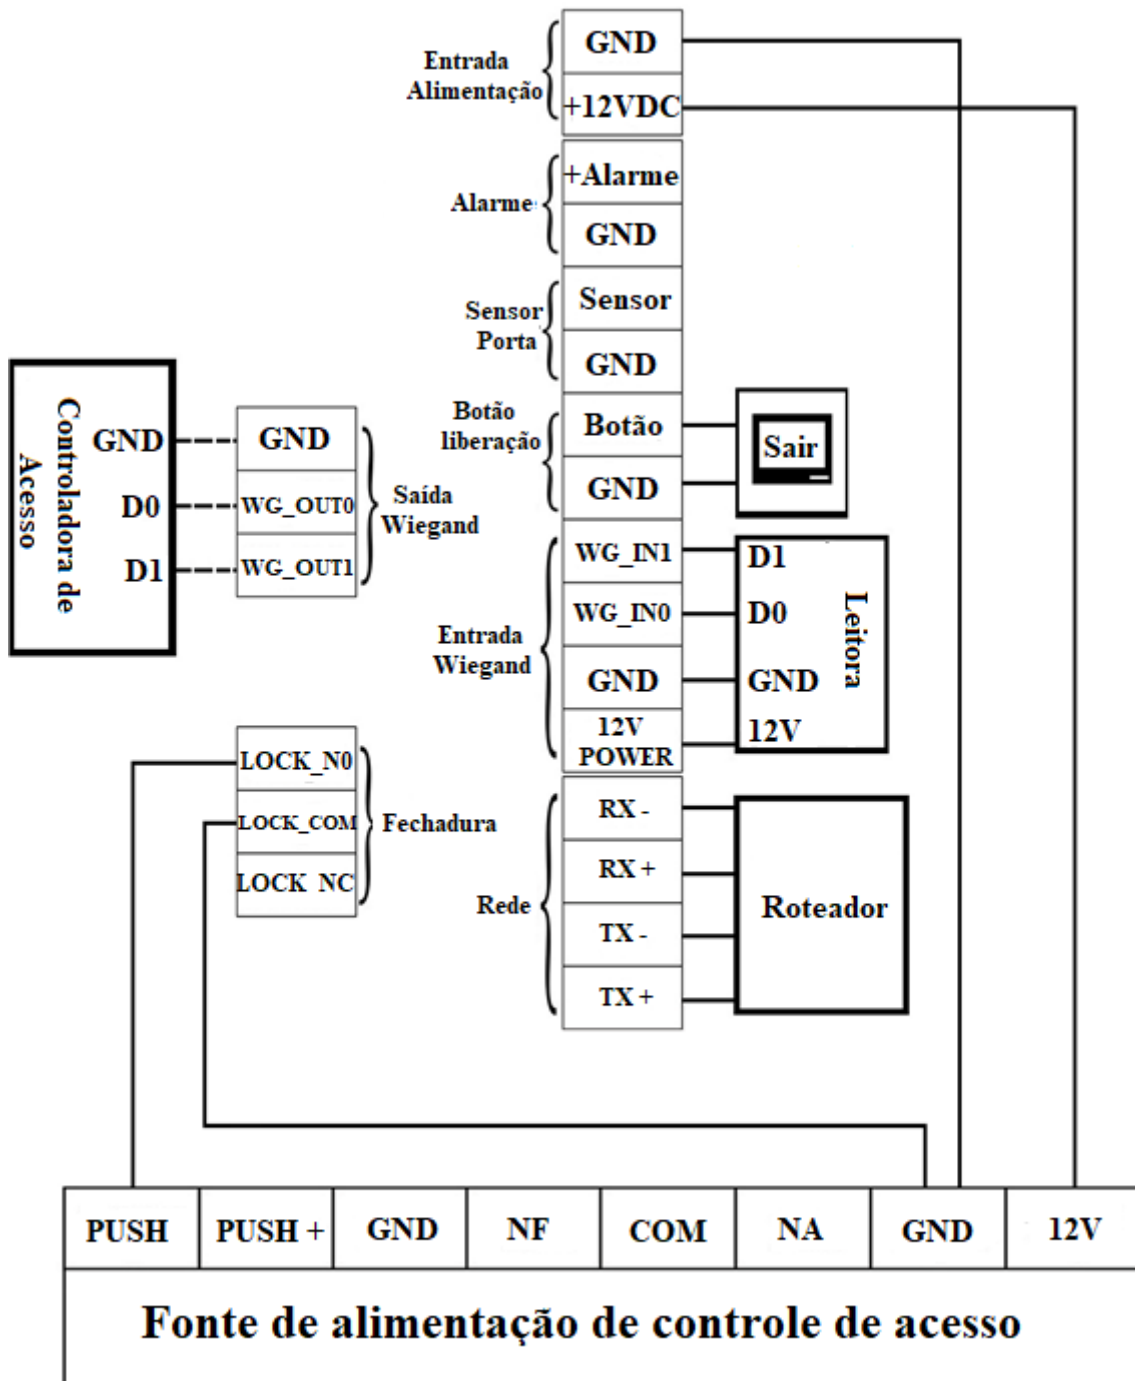 Entrada
Alimentação
GND
+12VDC
Alarme
+Alarme
GND
Sensor
Porta
Sensor
GND
Botão
liberação
Botão
GND
Sair
Controladora de
Acesso
GND
D0
D1
GND
WG_OUT0
WG_OUT1
Saída
Wiegand
Entrada
Wiegand
WG_IN1
WG_IN0
GND
12V
POWER
D1
D0
GND
12V
Leitora
LOCK_N0
LOCK_COM
LOCK NC
Fechadura
Rede
RX -
RX +
TX -
TX +
Roteador
PUSH
PUSH +
GND
NF
COM
NA
GND
12V
Fonte de alimentação de controle de acesso